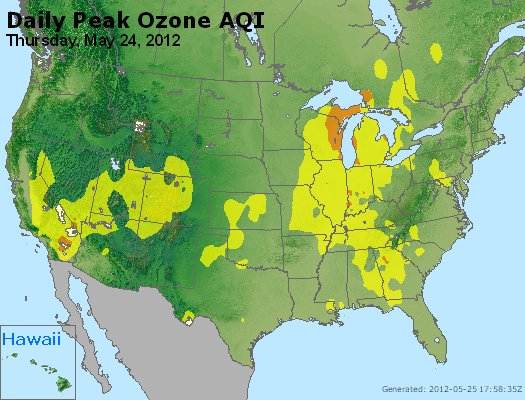 Daily Peak Ozone AQI
Thursday, May 24, 2012
Hawaii
Generated: 2012-05-25 17:58:35Z